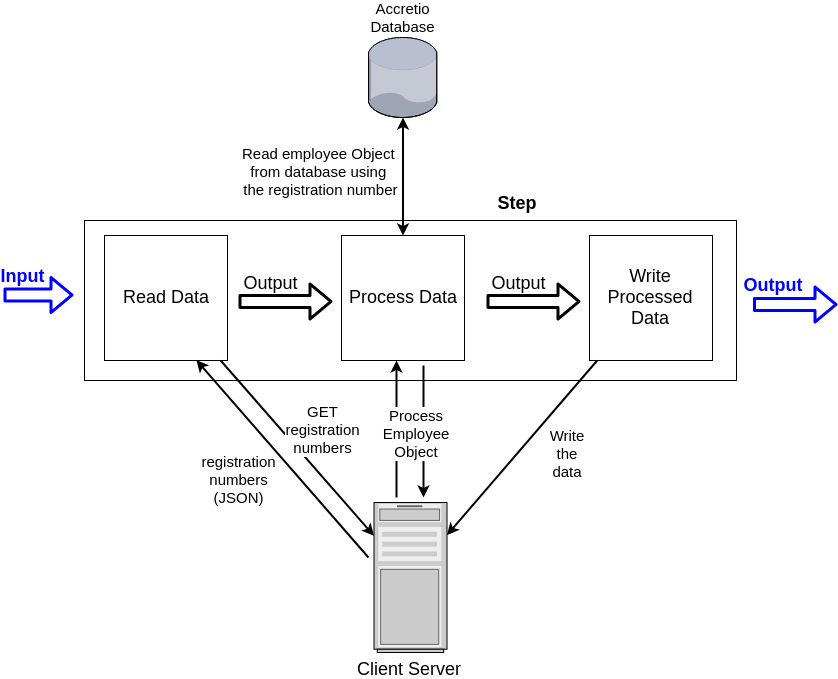 Accretio
Database
Read employee Object
from database using
the registration number
Step
Input
Read Data
Output
Process Data
Output
Write
Processed
Data
Output
GET
registration
numbers
registration
numbers
(JSON)
Process
Employee
Object
Write
the
data
Client Server